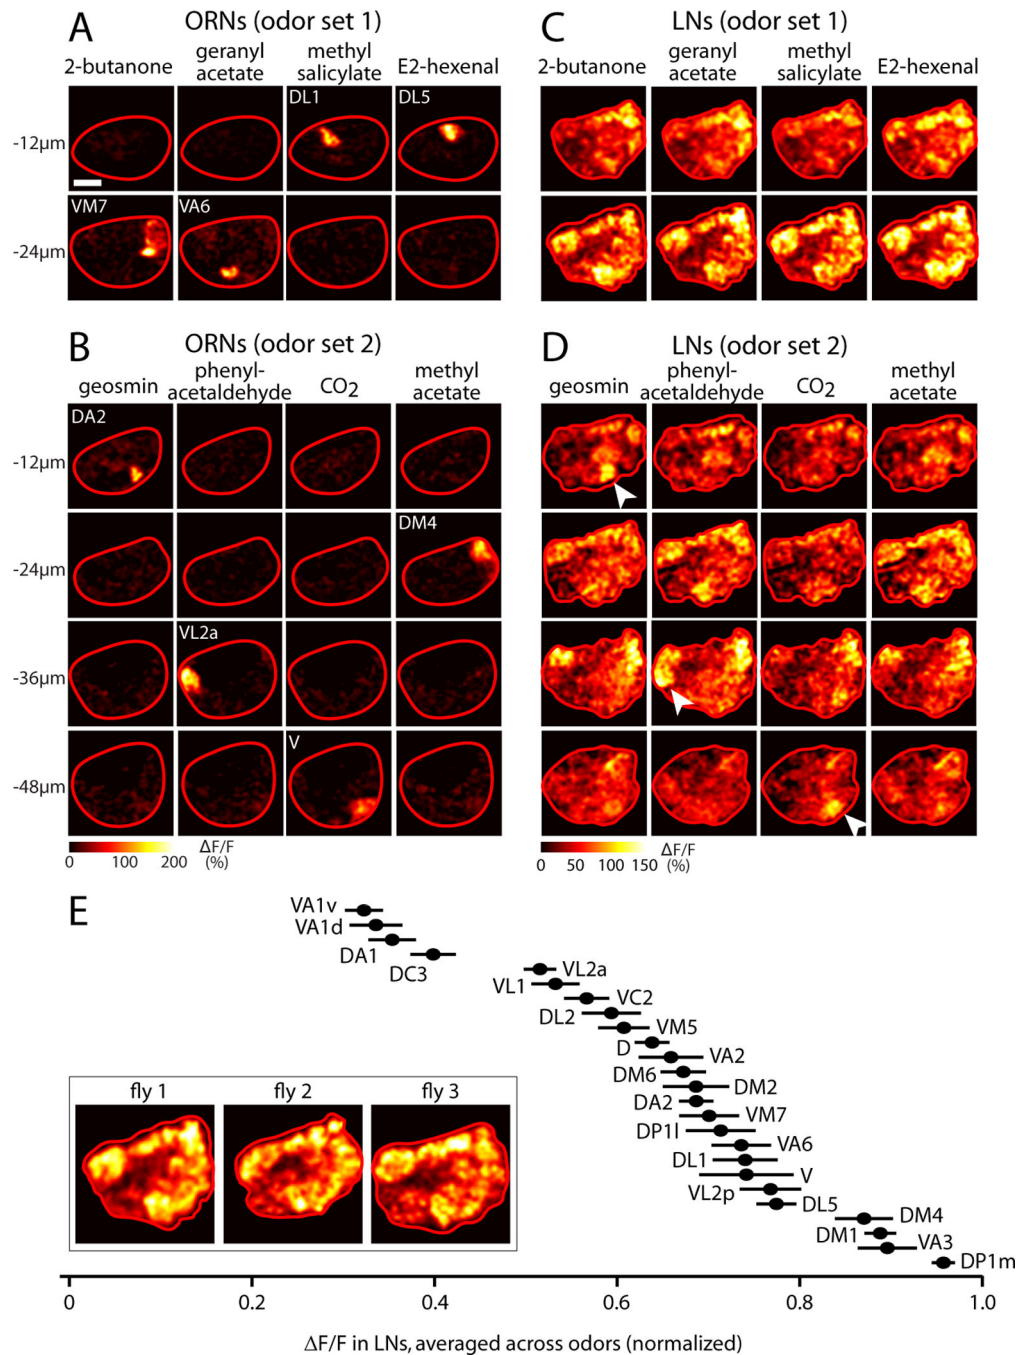 A
ORNs (odor set 1)
2-butanone
geranyl
acetate
methyl
salicylate
E2-hexenal
DL1
DL5
-12μm
VM7
VA6
-24μm
C
LNs (odor set 1)
2-butanone
geranyl
acetate
methyl
salicylate
E2-hexenal
B
ORNs (odor set 2)
geosmin
phenyl-
acetaldehyde
CO2
methyl
acetate
DA2
-12μm
DM4
-24μm
VL2a
-36μm
V
-48μm
0 100 200
ΔF/F
(%)
D
LNs (odor set 2)
geosmin
phenyl-
acetaldehyde
CO2
methyl
acetate
0 50 100 150
ΔF/F
(%)
E
VA1v
VA1d
DA1
DC3
VL2a
VL1
VC2
DL2
VM5
D
VA2
DM6
DM2
DA2
VM7
DP1l
VA6
DL1
V
VL2p
DL5
DM4
DM1
VA3
DP1m
fly 1
fly 2
fly 3
0 0.2 0.4 0.6 0.8 1.0
ΔF/F in LNs, averaged across odors (normalized)